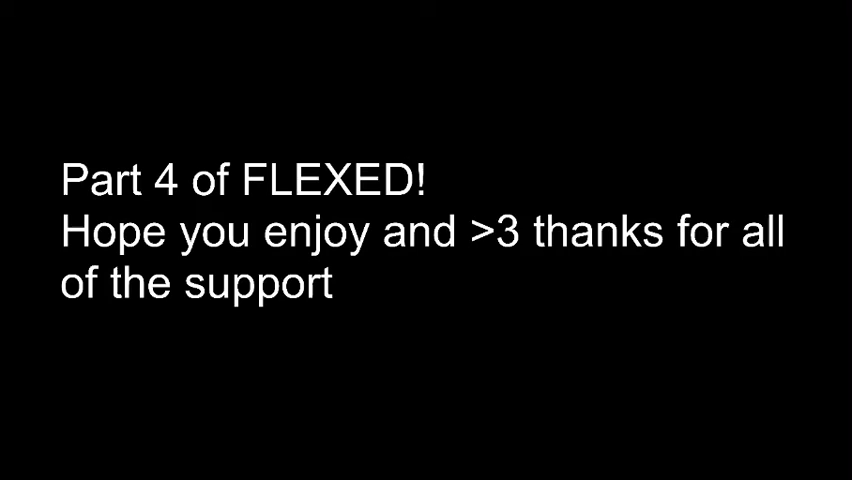 Part 4 of FLEXED!
Hope you enjoy and >3 thanks for all
of the support